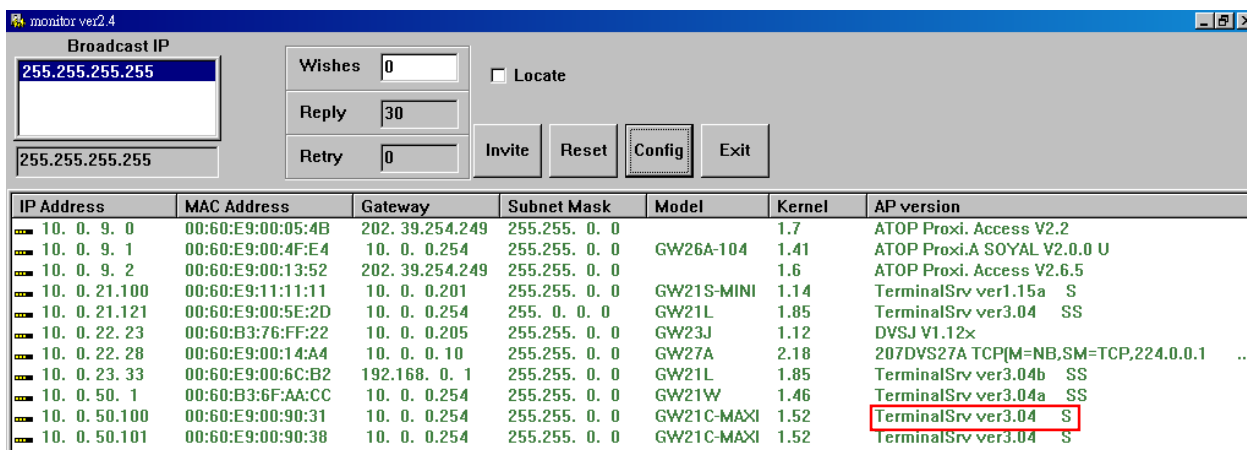 monitor ver2.4
Broadcast IP
255.255.255.255
255.255.255.255
Wishes 0
Reply 30
Retry 0
Locate
Invite Reset Config Exit
IP Address MAC Address Gateway Subnet Mask Model Kernel AP version
10. 0. 9. 0 00:60:E9:00:05:4B 202. 39.254.249 255.255. 0. 0 1.7 ATOP Proxi. Access V2.2
10. 0. 9. 1 00:60:E9:00:4F:E4 10. 0. 0.254 255.255. 0. 0 GW26A-104 1.41 ATOP Proxi.A SOYAL V2.0.0 U
10. 0. 9. 2 00:60:E9:00:13:52 202. 39.254.249 255.255. 0. 0 1.6 ATOP Proxi. Access V2.6.5
10. 0. 21.100 00:60:E9:11:11:11 10. 0. 0.201 255.255. 0. 0 GW21S-MINI 1.14 TerminalSrv ver1.15a S
10. 0. 21.121 00:60:E9:00:5E:2D 10. 0. 0.254 255. 0. 0. 0 GW21L 1.85 TerminalSrv ver3.04 SS
10. 0. 22. 23 00:60:B3:76:FF:22 10. 0. 0.205 255.255. 0. 0 GW23J 1.12 DVSJ V1.12x
10. 0. 22. 28 00:60:E9:00:14:A4 10. 0. 0. 10 255.255. 0. 0 GW27A 2.18 207DVS27A TCP(M=NB,SM=TCP,224.0.0.1 ..
10. 0. 23. 33 00:60:E9:00:6C:B2 192.168. 0. 1 255.255. 0. 0 GW21L 1.85 TerminalSrv ver3.04b SS
10. 0. 50. 1 00:60:B3:6F:AA:CC 10. 0. 0.254 255.255. 0. 0 GW21W 1.46 TerminalSrv ver3.04a SS
10. 0. 50.100 00:60:E9:00:90:31 10. 0. 0.254 255.255. 0. 0 GW21C-MAXI 1.52 TerminalSrv ver3.04 S
10. 0. 50.101 00:60:E9:00:90:38 10. 0. 0.254 255.255. 0. 0 GW21C-MAXI 1.52 TerminalSrv ver3.04 S